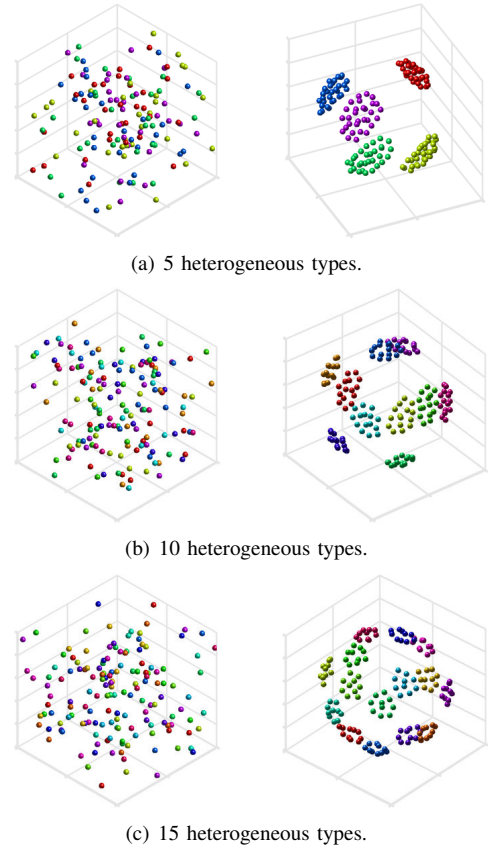 (a) 5 heterogeneous types.
(b) 10 heterogeneous types.
(c) 15 heterogeneous types.